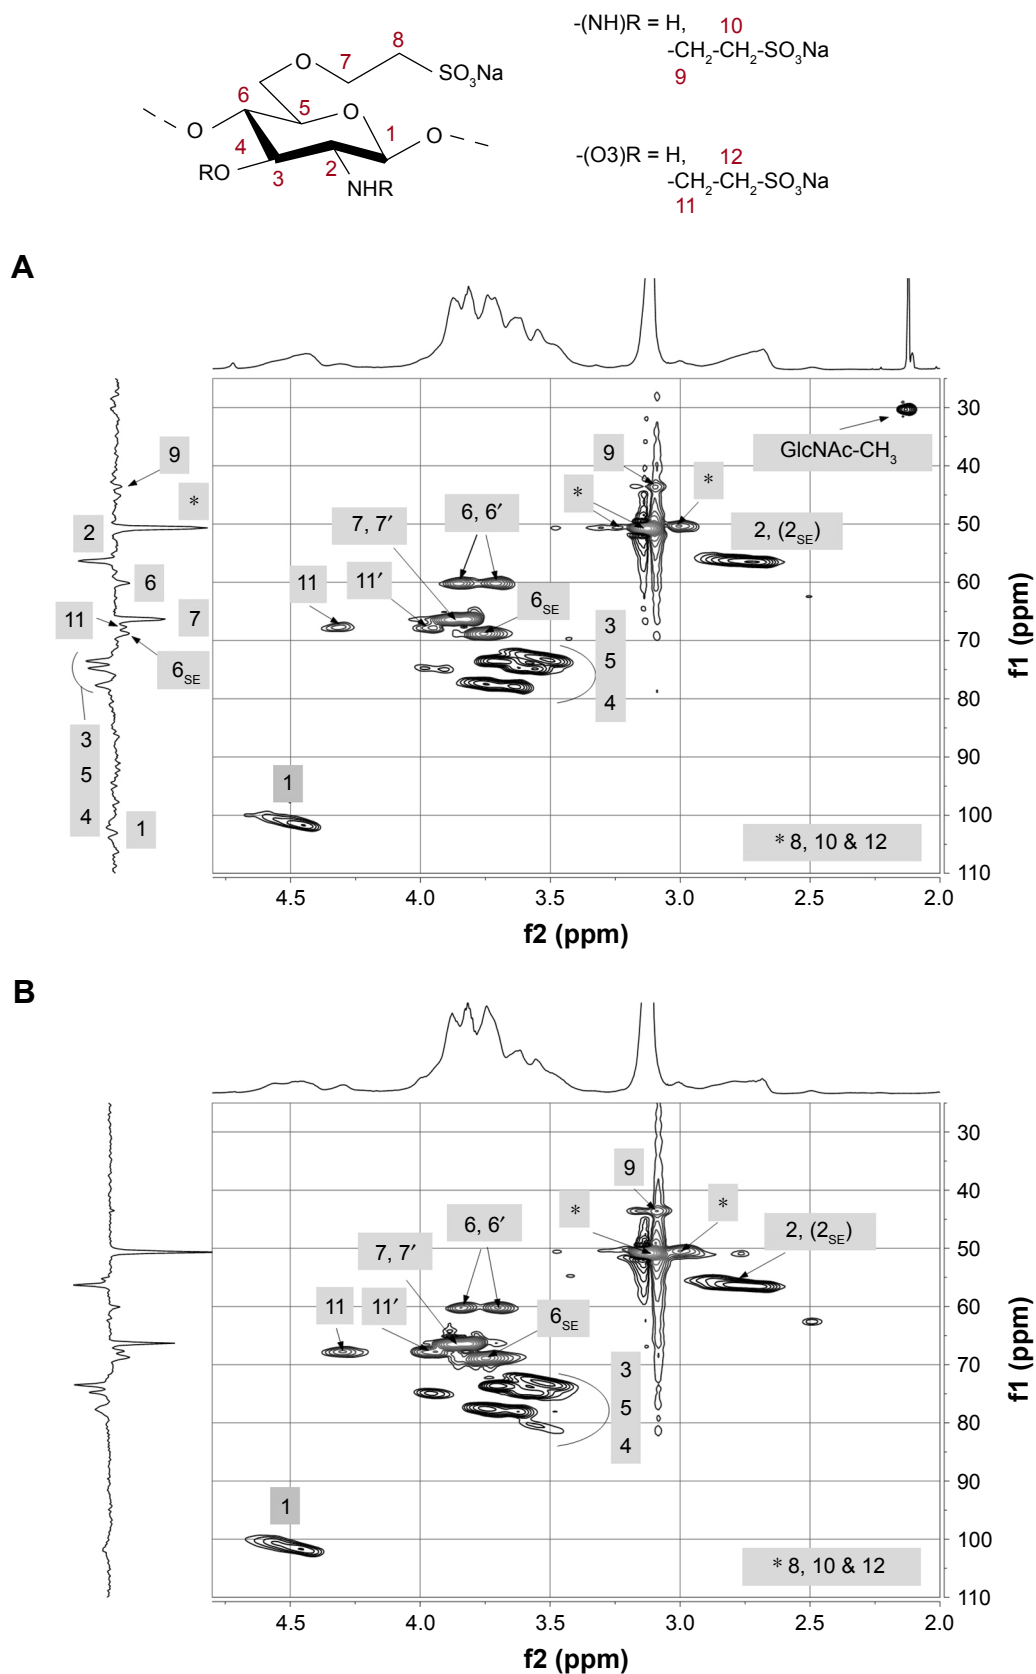 -(NH)R = H, 10
-CH2-CH2-SO3Na
9
8
O
7
SO3Na
6
5
O
O
4
1
O
RO
3
2
NHR
-(O3)R = H, 12
-CH2-CH2-SO3Na
11
A
9
*
2
6
11
7
6SE
3
5
4
1
GlcNAc-CH3
9
*
*
7, 7′
6, 6′
2, (2SE)
11
11′
6SE
3
5
4
1
* 8, 10 & 12
30
40
50
60
70
80
90
100
110
f1 (ppm)
4.5
4.0
3.5
3.0
2.5
2.0
f2 (ppm)
B
9
*
*
6, 6′
2, (2SE)
7, 7′
11
11′
6SE
3
5
4
1
* 8, 10 & 12
30
40
50
60
70
80
90
100
110
f1 (ppm)
4.5
4.0
3.5
3.0
2.5
2.0
f2 (ppm)